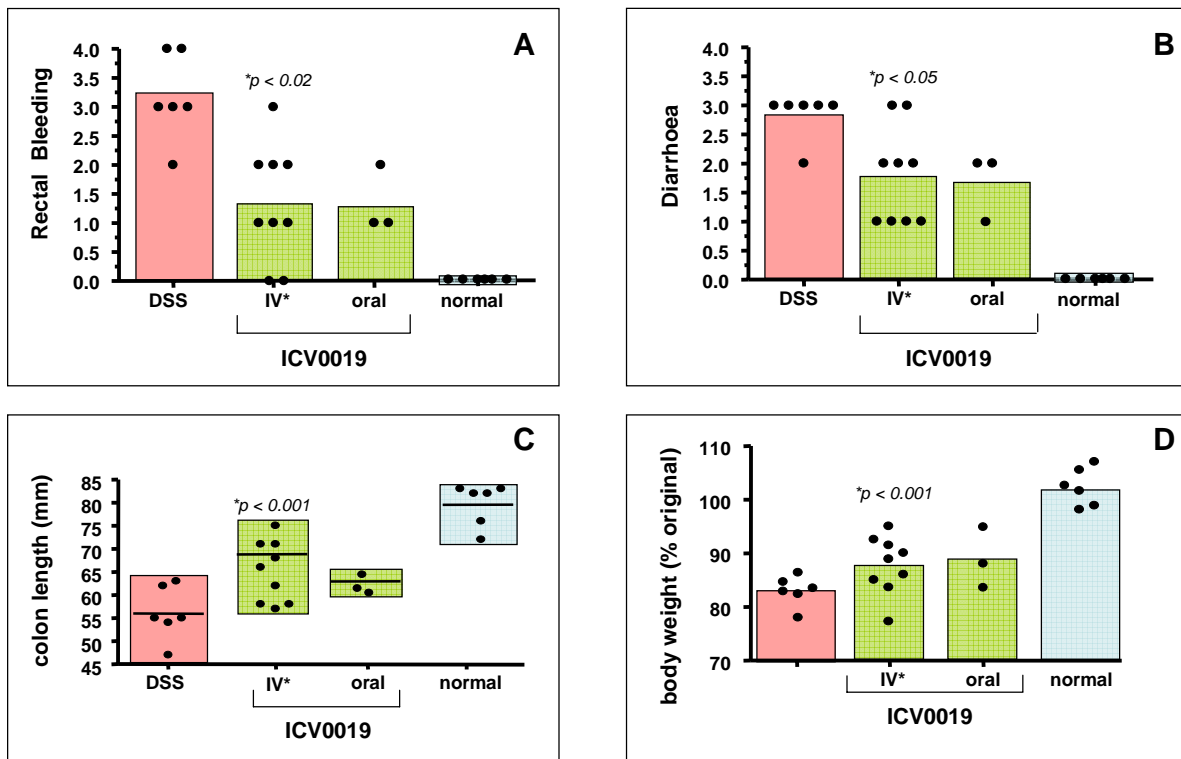 A
Rectal Bleeding
4.0
3.5
3.0
2.5
2.0
1.5
1.0
0.5
0.0
*p < 0.02
DSS IV* oral normal
ICV0019
B
Diarrhoea
4.0
3.5
3.0
2.5
2.0
1.5
1.0
0.5
0.0
*p < 0.05
DSS IV* oral normal
ICV0019
C
colon length (mm)
85
80
75
70
68
65
60
55
50
45
*p < 0.001
DSS IV* oral normal
ICV0019
D
body weight (% original)
110
100
90
80
70
*p < 0.001
IV* oral normal
ICV0019